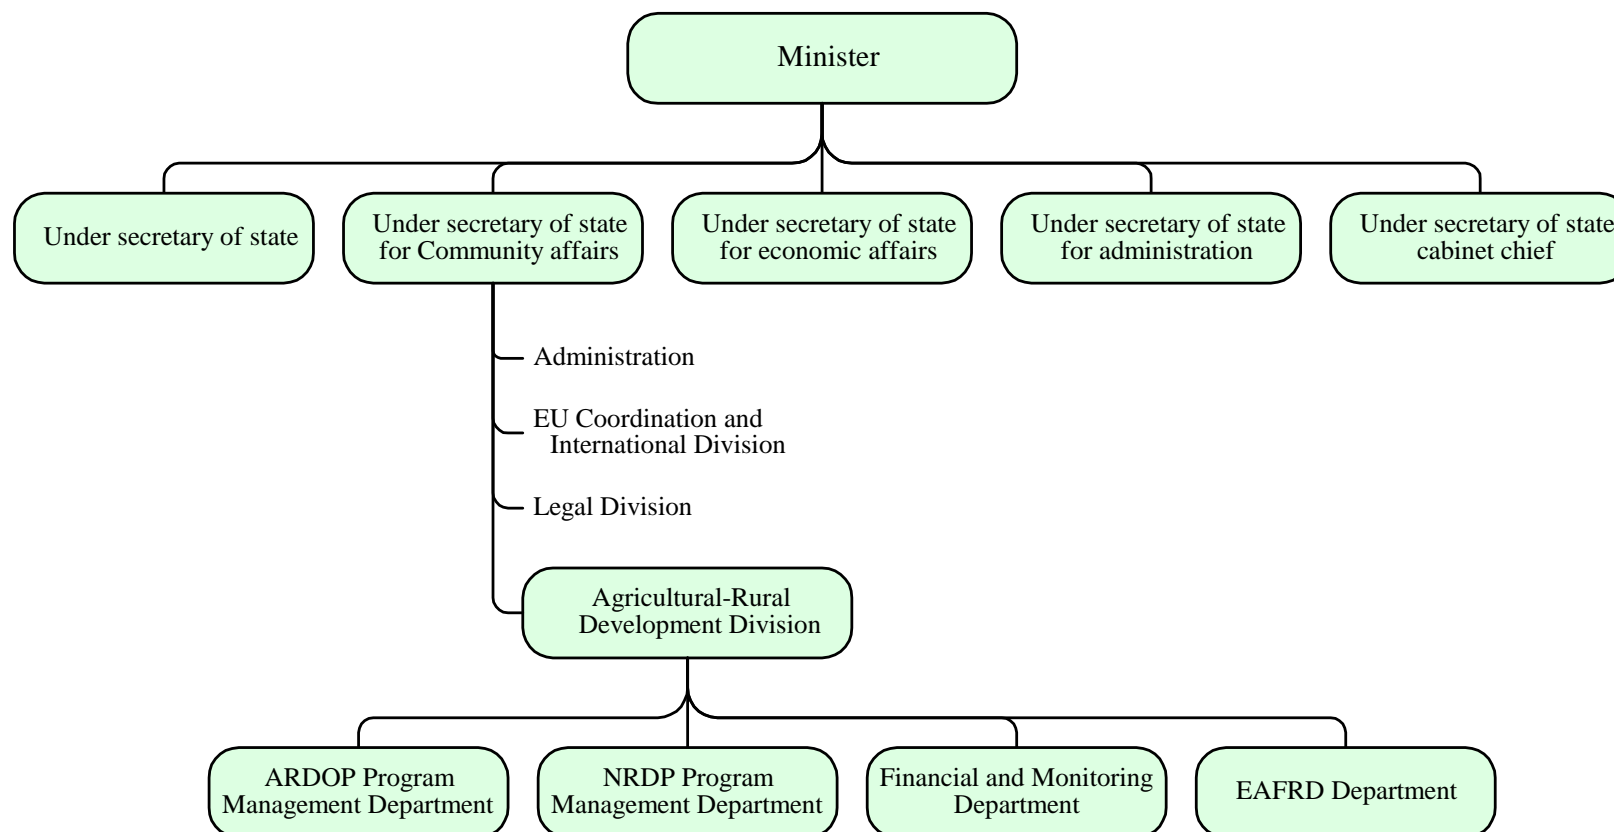 Minister
Under secretary of state
Under secretary of state
for Community affairs
Under secretary of state
for economic affairs
Under secretary of state
for administration
Under secretary of state
cabinet chief
Administration
EU Coordination and
International Division
Legal Division
Agricultural-Rural
Development Division
ARDOP Program
Management Department
NRDP Program
Management Department
Financial and Monitoring
Department
EAFRD Department